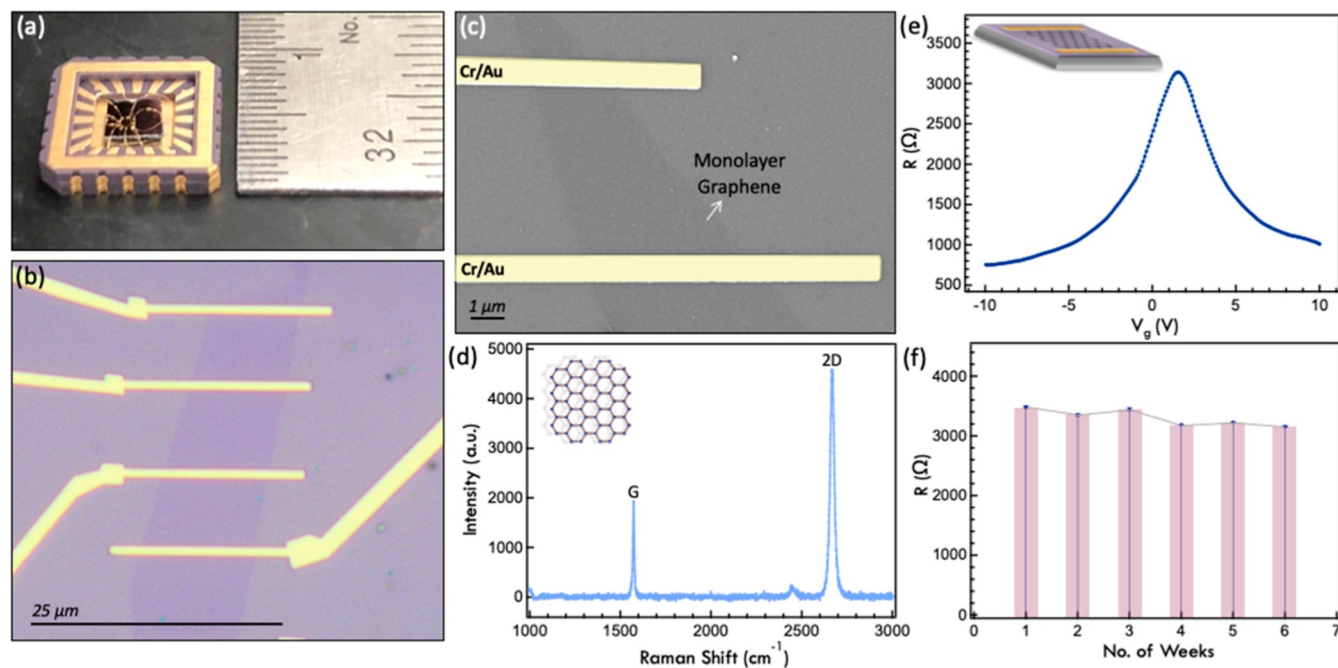 (a)
No.
32
(b)
25 μm
(c)
Cr/Au
Monolayer
Graphene
Cr/Au
1 μm
(d)
5000
4000
3000
2000
1000
0
Intensity (a.u.)
G
2D
1000
1500
2000
2500
3000
Raman Shift (cm⁻¹)
(e)
3500
3000
2500
2000
1500
1000
500
R (Ω)
-10
-5
0
5
10
Vg (V)
(f)
4000
3000
2000
1000
0
R (Ω)
0
1
2
3
4
5
6
7
No. of Weeks